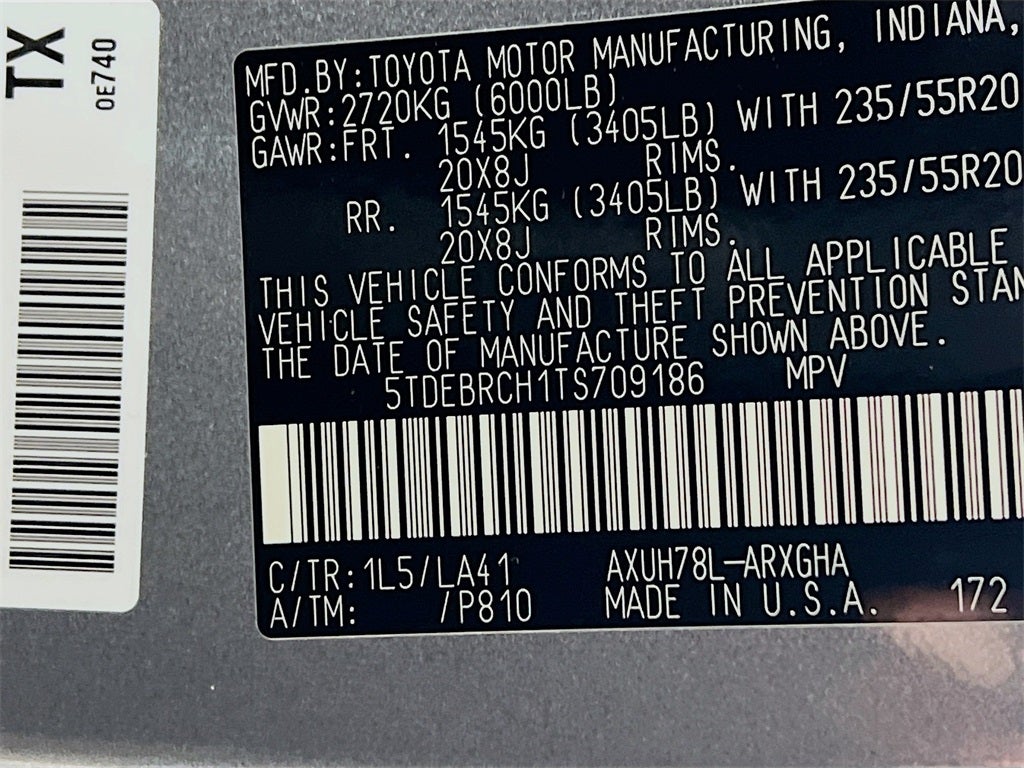 TX
0E740
MFD.BY:TOYOTA MOTOR MANUFACTURING, INDIANA,
GVWR:2720KG (6000LB)
GAWR:FRT. 1545KG (3405LB) WITH 235/55R20
20X8J RIMS.
RR. 1545KG (3405LB) WITH 235/55R20
20X8J RIMS.
THIS VEHICLE CONFORMS TO ALL APPLICABLE
VEHICLE SAFETY AND THEFT PREVENTION STAN
THE DATE OF MANUFACTURE SHOWN ABOVE.
5TDEBRCH1TS709186 MPV
C/TR:1L5/LA41 AXUH78L-ARXGHA
A/TM: /P810 MADE IN U.S.A. 172